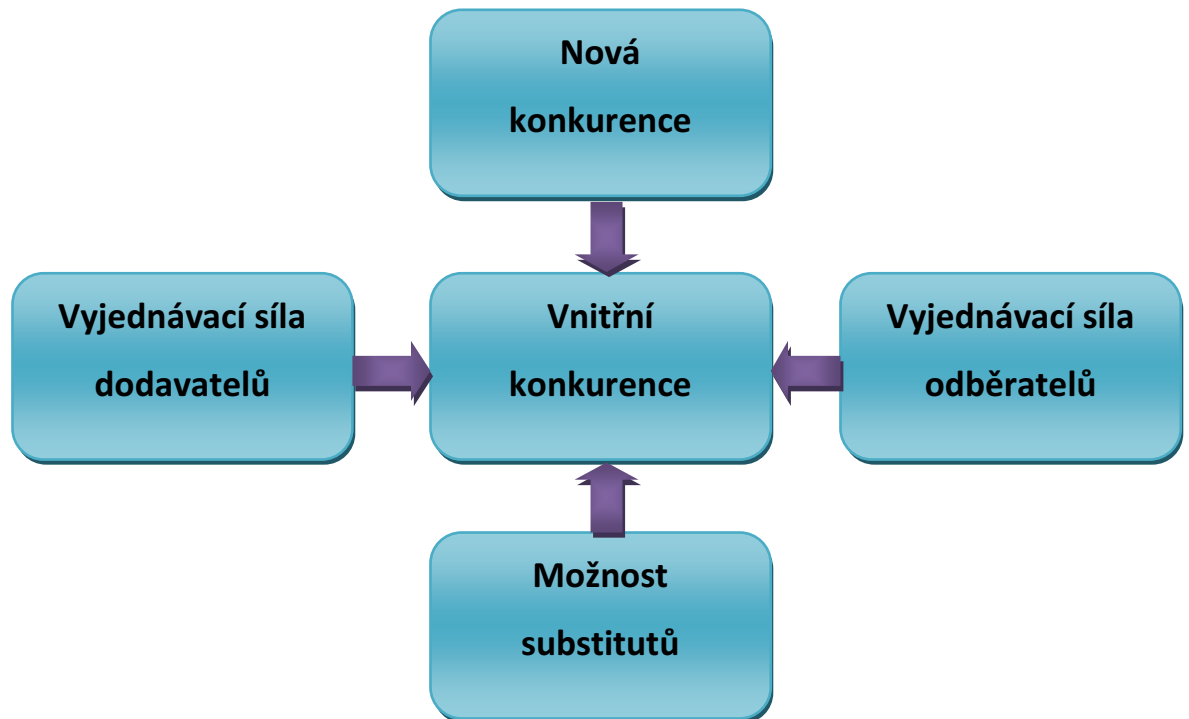 Nová
konkurence
Vyjednávací síla
dodavatelů
Vnitřní
konkurence
Vyjednávací síla
odběratelů
Možnost
substitutů